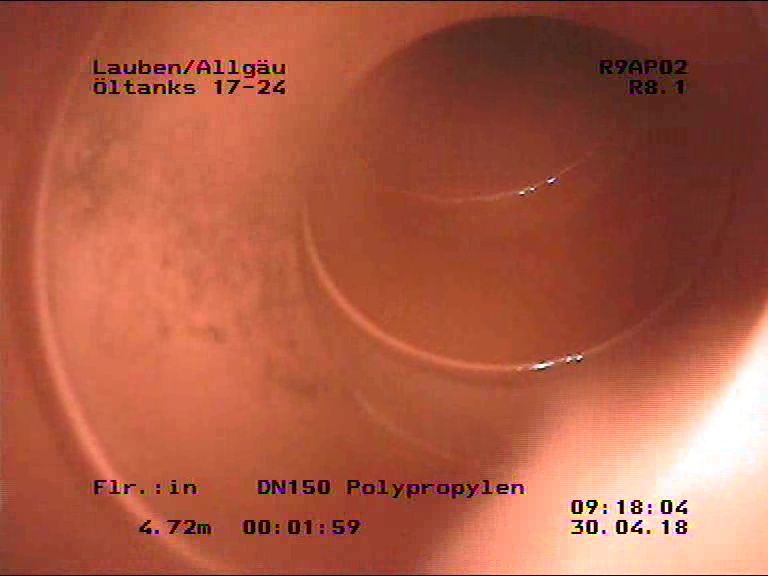 Lauben/Allgäu R9AP02
Öltanks 17-24 R8.1
Flr.:in DN150 Polypropylen
09:18:04
4.72m 00:01:59 30.04.18